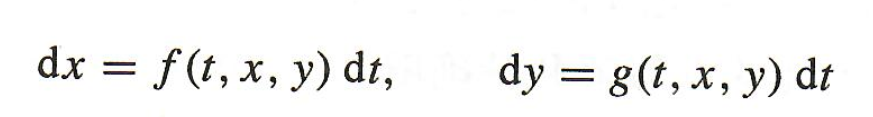 dx = f(t, x, y) dt, dy = g(t, x, y) dt